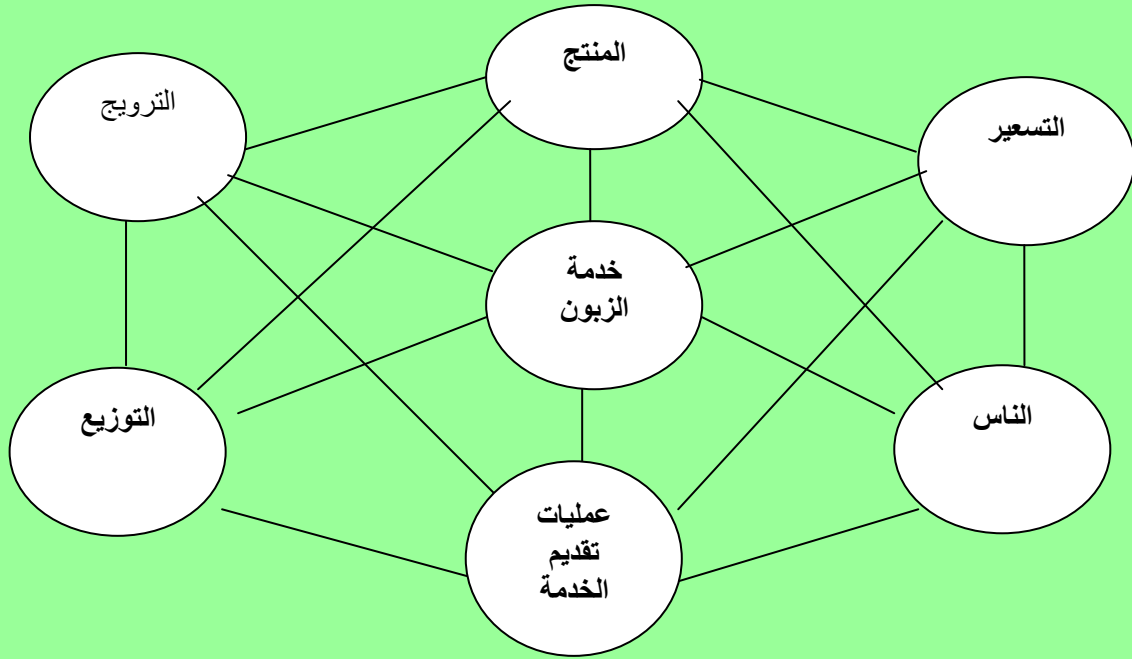 المنتج
التسعير
الترويج
خدمة
الزبون
الناس
التوزيع
عمليات
تقديم
الخدمة